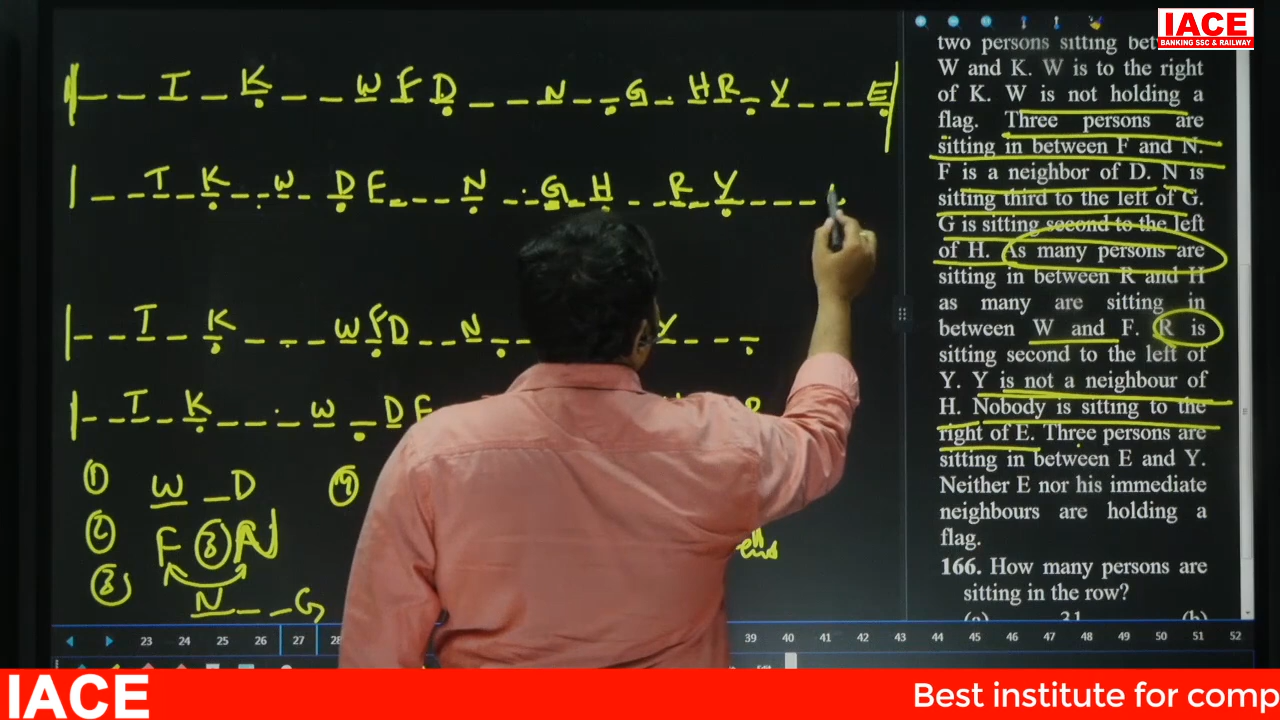 IACE
BANKING SSC & RAILWAY
two persons sitting
W and K. W is to the right
of K. W is not holding a
flag. Three persons are
sitting in between F and N.
F is a neighbor of D. N is
sitting third to the left of G.
G is sitting second to the left
of H. As many persons are
sitting in between R and H
as many are sitting in
between W and F. R is
sitting second to the left of
Y. Y is not a neighbour of
H. Nobody is sitting to the
right of E. Three persons are
sitting in between E and Y.
Neither E nor his immediate
neighbours are holding a
flag.
166. How many persons are
sitting in the row?
(a) 31 (b)
T K W F D N G H R Y E
T K W D F N G H R Y
T K W F D N Y
T K W D F
1 W _ D
2 F 3 N
3 N _ _ G
4
23 24 25 26 27 28 39 40 41 42 43 44 45 46 47 48 49 50 51 52
IACE
Best institute for comp